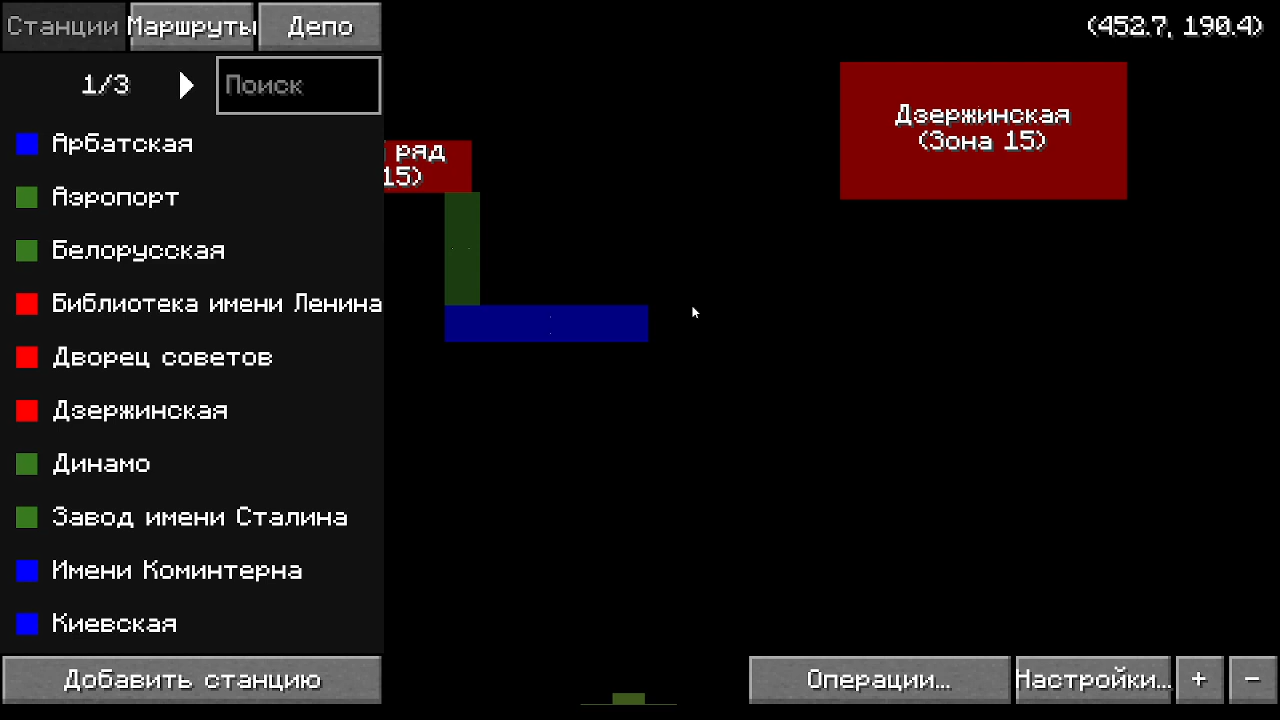 Станции Маршруты Депо
(452.7, 190.4)
1/3
Поиск
Арбатская
Аэропорт
Белорусская
Библиотека имени Ленина
Дворец советов
Дзержинская
Динамо
Завод имени Сталина
Имени Коминтерна
Киевская
Добавить станцию
ряд
15)
Дзержинская
(Зона 15)
Операции...
Настройки...
+
-